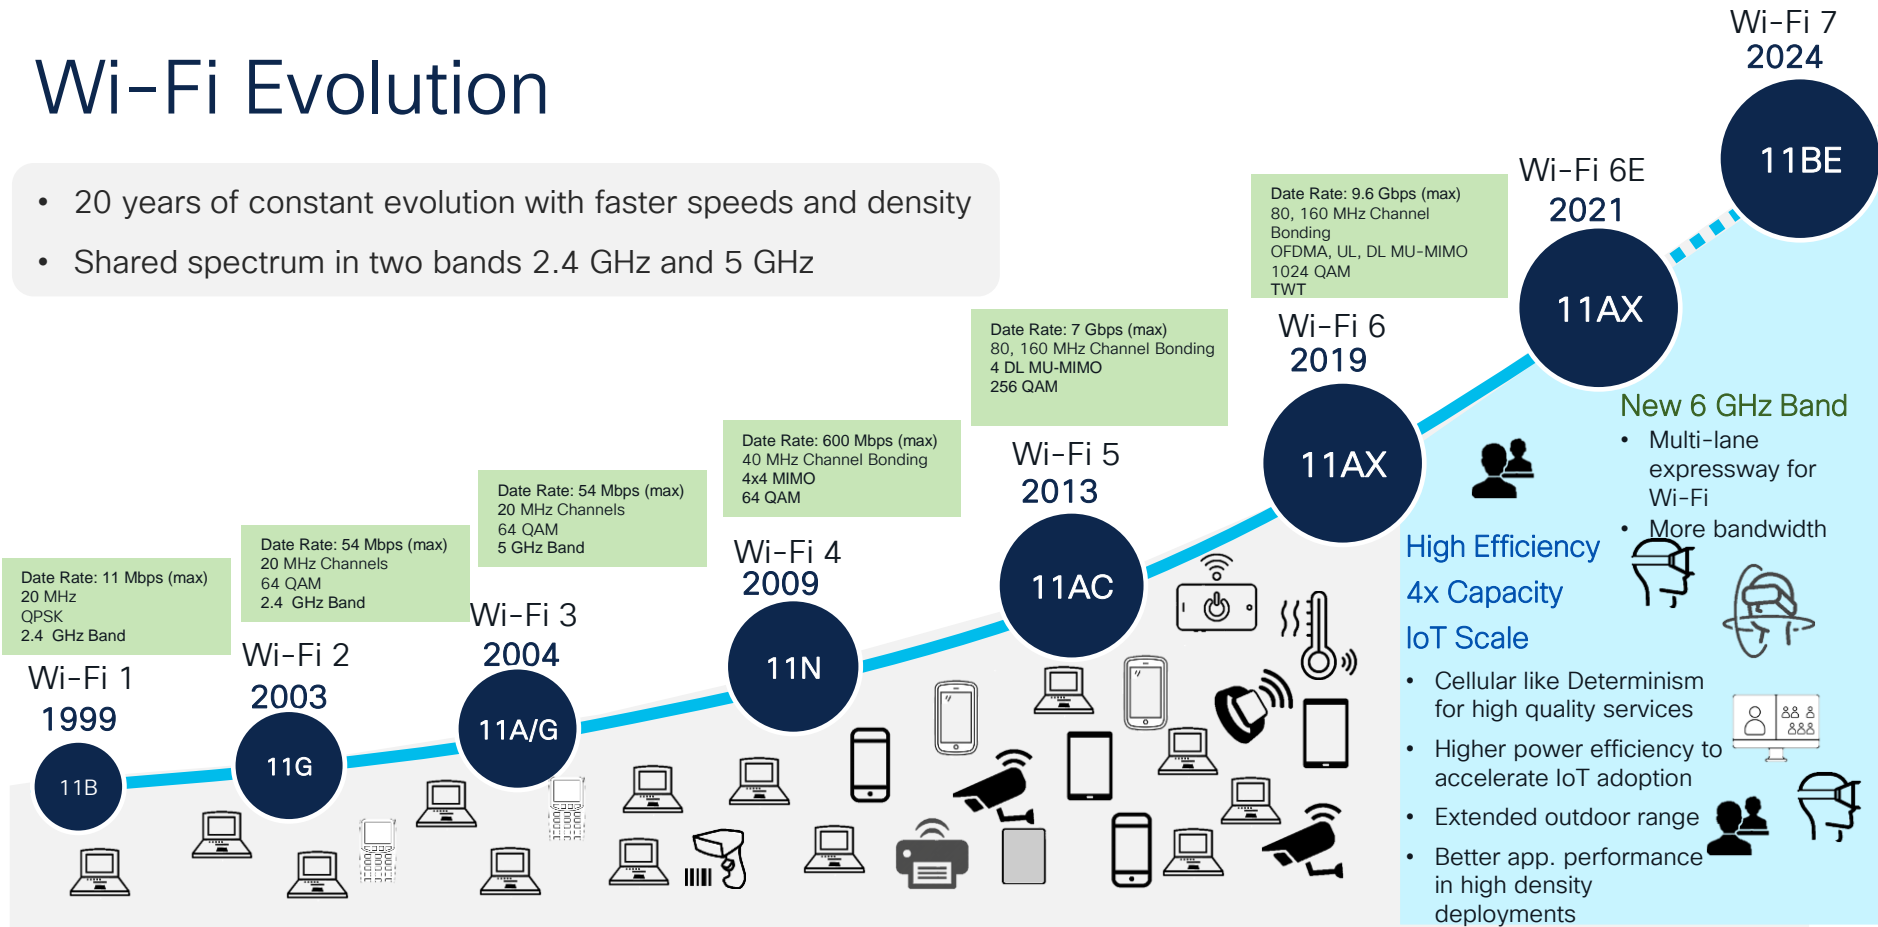 Wi-Fi Evolution
• 20 years of constant evolution with faster speeds and density
• Shared spectrum in two bands 2.4 GHz and 5 GHz
Date Rate: 11 Mbps (max)
20 MHz
QPSK
2.4 GHz Band
Wi-Fi 1
1999
11B
Date Rate: 54 Mbps (max)
20 MHz Channels
64 QAM
2.4 GHz Band
Wi-Fi 2
2003
11G
Date Rate: 54 Mbps (max)
20 MHz Channels
64 QAM
5 GHz Band
Wi-Fi 3
2004
11A/G
Date Rate: 600 Mbps (max)
40 MHz Channel Bonding
4x4 MIMO
64 QAM
Wi-Fi 4
2009
11N
Date Rate: 7 Gbps (max)
80, 160 MHz Channel Bonding
4 DL MU-MIMO
256 QAM
Wi-Fi 5
2013
11AC
Date Rate: 9.6 Gbps (max)
80, 160 MHz Channel
Bonding
OFDMA, UL, DL MU-MIMO
1024 QAM
TWT
Wi-Fi 6
2019
11AX
Wi-Fi 6E
2021
11AX
Wi-Fi 7
2024
11BE
New 6 GHz Band
• Multi-lane
expressway for
Wi-Fi
• More bandwidth
High Efficiency
4x Capacity
IoT Scale
• Cellular like Determinism
for high quality services
• Higher power efficiency to
accelerate IoT adoption
• Extended outdoor range
• Better app. performance
in high density
deployments